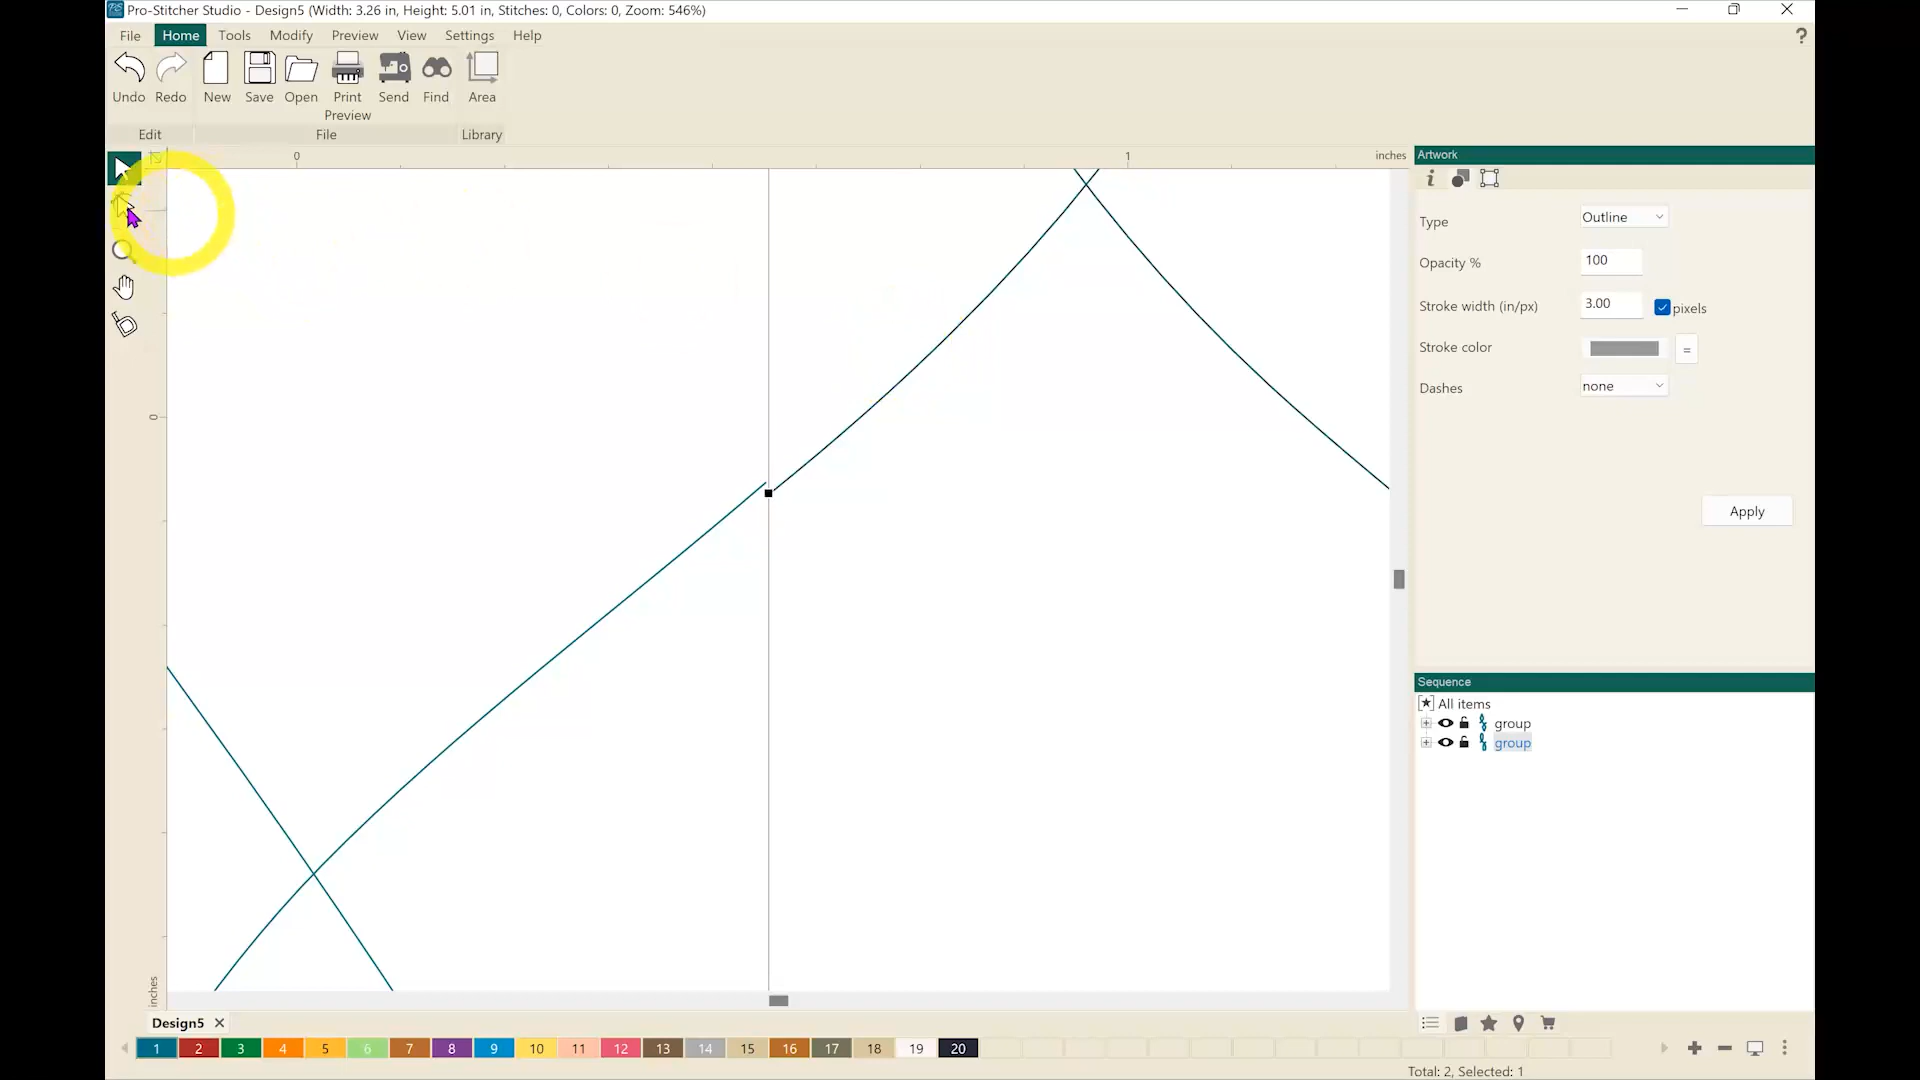 Pro-Stitcher Studio - Design5 (Width: 3.26 in, Height: 5.01 in, Stitches: 0, Colors: 0, Zoom: 546%)
File Home Tools Modify Preview View Settings Help
?
Undo Redo New Save Open Print Preview Send Find Area
Edit File Library
0 1 inches
Artwork
Type Outline
Opacity % 100
Stroke width (in/px) 3.00 pixels
Stroke color =
Dashes none
0
Apply
Sequence
All items
group
group
inches
Design5
1 2 3 4 5 6 7 8 9 10 11 12 13 14 15 16 17 18 19 20
Total: 2, Selected: 1